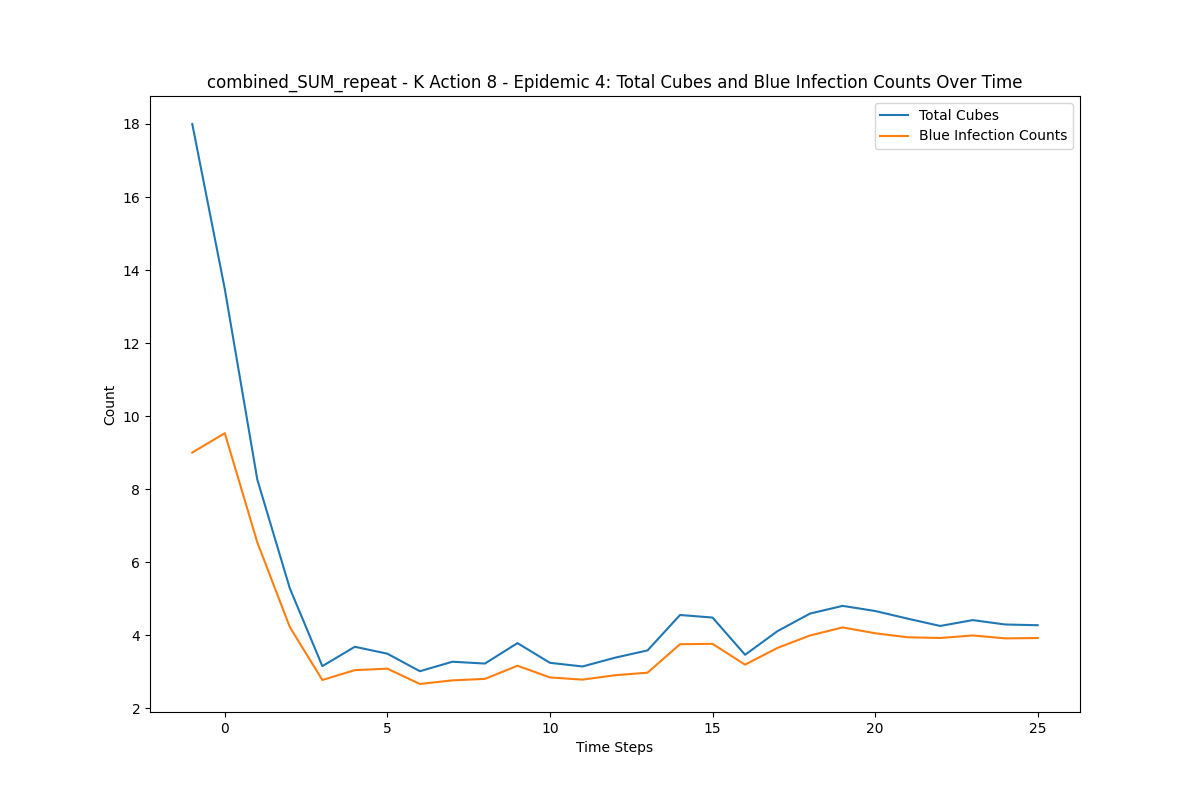 combined_SUM_repeat - K Action 8 - Epidemic 4: Total Cubes and Blue Infection Counts Over Time
Total Cubes
Blue Infection Counts
18
16
14
12
10
8
6
4
2
Count
0 5 10 15 20 25
Time Steps